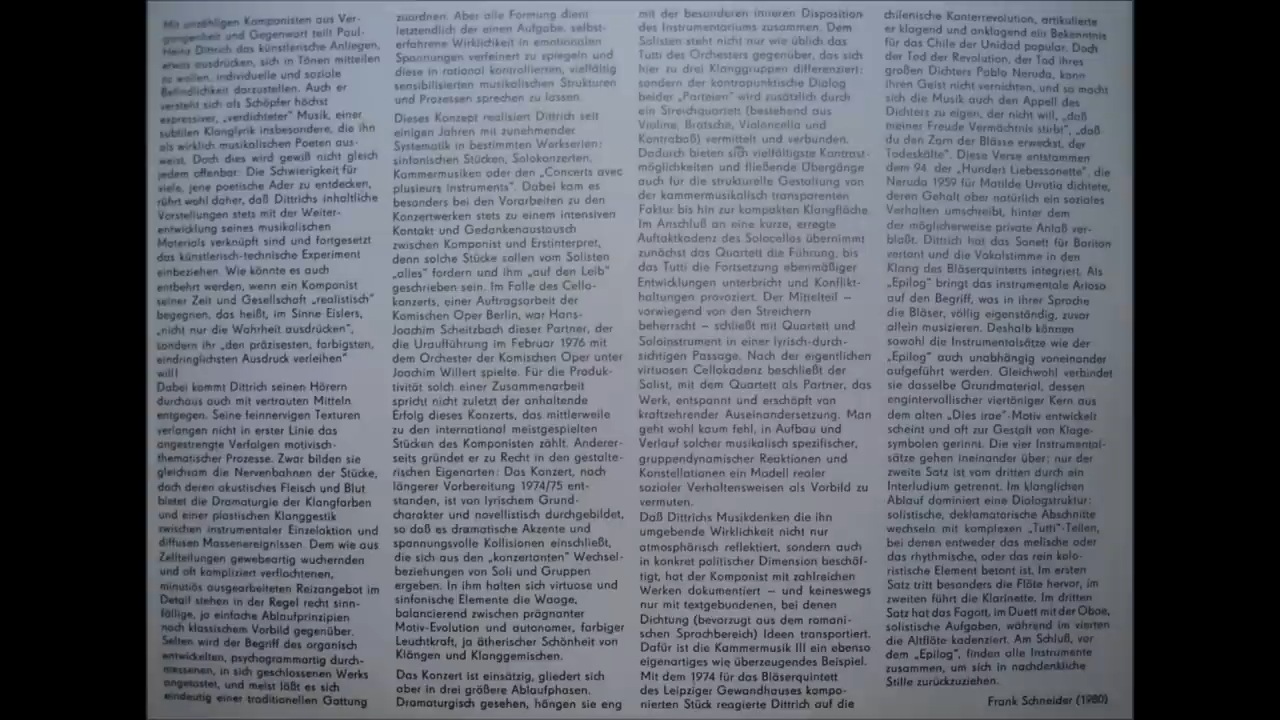 Mit unzähligen Komponisten aus Ver-
gangenheit und Gegenwart teilt Paul-
Heinz Dittrich das künstlerische Anliegen,
etwas ausdrücken, sich in Tönen mitteilen
zu wollen, individuelle und soziale
Befindlichkeit darzustellen. Auch er
versteht sich als Schöpfer höchst
expressiver, „verdichteter" Musik, einer
subtilen Klanglyrik insbesondere, die ihn
als wirklich musikalischen Poeten aus-
weist. Doch dies wird gewiß nicht gleich
jedem offenbar. Die Schwierigkeit für
viele, jene poetische Ader zu entdecken,
rührt wohl daher, daß Dittrichs inhaltliche
Vorstellungen stets mit der Weiter-
entwicklung seines musikalischen
Materials verknüpft sind und fortgesetzt
das künstlerisch-technische Experiment
einbeziehen. Wie könnte es auch
entbehrt werden, wenn ein Komponist
seiner Zeit und Gesellschaft „realistisch"
begegnen, das heißt, im Sinne Eislers,
„nicht nur die Wahrheit ausdrücken",
sondern ihr „den präzisesten, farbigsten,
eindringlichsten Ausdruck verleihen"
will!
Dabei kommt Dittrich seinen Hörern
durchaus auch mit vertrauten Mitteln
entgegen. Seine feinnervigen Texturen
verlangen nicht in erster Linie das
angestrengte Verfolgen motivisch-
thematischer Prozesse. Zwar bilden sie
gleichsam die Nervenbahnen der Stücke,
doch deren akustisches Fleisch und Blut
bietet die Dramaturgie der Klangfarben
und einer plastischen Klanggestik
zwischen instrumentaler Einzelaktion und
diffusen Massenereignissen. Dem wie aus
Zellteilungen gewebeartig wuchernden
und oft kompliziert verflochtenen,
minutiös ausgearbeiteten Reizangebot im
Detail stehen in der Regel recht sinn-
fällige, ja einfache Ablaufprinzipien
nach klassischem Vorbild gegenüber.
Selten wird der Begriff des organisch
entwickelten, psychogrammartig durch-
messenen, in sich geschlossenen Werks
angetastet, und meist läßt es sich
eindeutig einer traditionellen Gattung
zuordnen. Aber alle Formung dient
letztendlich der einen Aufgabe, selbst-
erfahrene Wirklichkeit in emotionalen
Spannungen verfeinert zu spiegeln und
diese in rational kontrollierten, vielfältig
sensibilisierten musikalischen Strukturen
und Prozessen sprechen zu lassen.
Dieses Konzept realisiert Dittrich seit
einigen Jahren mit zunehmender
Systematik in bestimmten Werkserien:
sinfonischen Stücken, Solokonzerten,
Kammermusiken oder den „Concerts avec
plusieurs instruments". Dabei kam es
besonders bei den Vorarbeiten zu den
Konzertwerken stets zu einem intensiven
Kontakt und Gedankenaustausch
zwischen Komponist und Erstinterpret,
denn solche Stücke sollen vom Solisten
„alles" fordern und ihm „auf den Leib"
geschrieben sein. Im Falle des Cello-
konzerts, einer Auftragsarbeit der
Komischen Oper Berlin, war Hans-
Joachim Scheitzbach dieser Partner, der
die Uraufführung im Februar 1976 mit
dem Orchester der Komischen Oper unter
Joachim Willert spielte. Für die Produk-
tivität solch einer Zusammenarbeit
spricht nicht zuletzt der anhaltende
Erfolg dieses Konzerts, das mittlerweile
zu den international meistgespielten
Stücken des Komponisten zählt. Anderer-
seits gründet er zu Recht in den gestalte-
rischen Eigenarten: Das Konzert, nach
längerer Vorbereitung 1974/75 ent-
standen, ist von lyrischem Grund-
charakter und novellistisch durchgebildet,
so daß es dramatische Akzente und
spannungsvolle Kollisionen einschließt,
die sich aus den „konzertanten" Wechsel-
beziehungen von Soli und Gruppen
ergeben. In ihm halten sich virtuose und
sinfonische Elemente die Waage,
balancierend zwischen prägnanter
Motiv-Evolution und autonomer, farbiger
Leuchtkraft, ja ätherischer Schönheit von
Klängen und Klanggemischen.
Das Konzert ist einsätzig, gliedert sich
aber in drei größere Ablaufphasen.
Dramaturgisch gesehen, hängen sie eng
mit der besonderen inneren Disposition
des Instrumentariums zusammen. Dem
Solisten steht nicht nur wie üblich das
Tutti des Orchesters gegenüber, das sich
hier zu drei Klanggruppen differenziert;
sondern der kontrapunktische Dialog
beider „Parteien" wird zusätzlich durch
ein Streichquartett (bestehend aus
Violine, Bratsche, Violoncello und
Kontrabaß) vermittelt und verbunden.
Dadurch bieten sich vielfältigste Kontrast-
möglichkeiten und fließende Übergänge
auch für die strukturelle Gestaltung von
der kammermusikalisch transparenten
Faktur bis hin zur kompakten Klangfläche.
Im Anschluß an eine kurze, erregte
Auftaktkadenz des Solocellos übernimmt
zunächst das Quartett die Führung, bis
das Tutti die Fortsetzung ebenmäßiger
Entwicklungen unterbricht und Konflikt-
haltungen provoziert. Der Mittelteil –
vorwiegend von den Streichern
beherrscht – schließt mit Quartett und
Soloinstrument in einer lyrisch-durch-
sichtigen Passage. Nach der eigentlichen
virtuosen Cellokadenz beschließt der
Solist, mit dem Quartett als Partner, das
Werk, entspannt und erschöpft von
kraftzehrender Auseinandersetzung. Man
geht wohl kaum fehl, in Aufbau und
Verlauf solcher musikalisch spezifischer,
gruppendynamischer Reaktionen und
Konstellationen ein Modell realer
sozialer Verhaltensweisen als Vorbild zu
vermuten.
Daß Dittrichs Musikdenken die ihn
umgebende Wirklichkeit nicht nur
atmosphärisch reflektiert, sondern auch
in konkret politischer Dimension beschäf-
tigt, hat der Komponist mit zahlreichen
Werken dokumentiert – und keineswegs
nur mit textgebundenen, bei denen
Dichtung (bevorzugt aus dem romani-
schen Sprachbereich) Ideen transportiert.
Dafür ist die Kammermusik III ein ebenso
eigenartiges wie überzeugendes Beispiel.
Mit dem 1974 für das Bläserquintett
des Leipziger Gewandhauses kompo-
nierten Stück reagierte Dittrich auf die
chilenische Konterrevolution, artikulierte
er klagend und anklagend ein Bekenntnis
für das Chile der Unidad popular. Doch
der Tod der Revolution, der Tod ihres
großen Dichters Pablo Neruda, kann
ihren Geist nicht vernichten, und so macht
sich die Musik auch den Appell des
Dichters zu eigen, der nicht will, „daß
meiner Freude Vermächtnis stirbt", „daß
du den Zorn der Blässe erweckst, der
Todeskälte". Diese Verse entstammen
dem 94. der „Hundert Liebessonette", die
Neruda 1959 für Matilde Urrutia dichtete,
deren Gehalt aber natürlich ein soziales
Verhalten umschreibt, hinter dem
der möglicherweise private Anlaß ver-
blaßt. Dittrich hat das Sonett für Bariton
vertont und die Vokalstimme in den
Klang des Bläserquintetts integriert. Als
„Epilog" bringt das instrumentale Arioso
auf den Begriff, was in ihrer Sprache
die Bläser, völlig eigenständig, zuvor
allein musizieren. Deshalb können
sowohl die Instrumentalsätze wie der
„Epilog" auch unabhängig voneinander
aufgeführt werden. Gleichwohl verbindet
sie dasselbe Grundmaterial, dessen
engintervallischer viertöniger Kern aus
dem alten „Dies irae"-Motiv entwickelt
scheint und oft zur Gestalt von Klage-
symbolen gerinnt. Die vier Instrumental-
sätze gehen ineinander über; nur der
zweite Satz ist vom dritten durch ein
Interludium getrennt. Im klanglichen
Ablauf dominiert eine Dialogstruktur:
solistische, deklamatorische Abschnitte
wechseln mit komplexen „Tutti"-Teilen,
bei denen entweder das melische oder
das rhythmische, oder das rein kolo-
ristische Element betont ist. Im ersten
Satz tritt besonders die Flöte hervor, im
zweiten führt die Klarinette. Im dritten
Satz hat das Fagott, im Duett mit der Oboe,
solistische Aufgaben, während im vierten
die Altflöte kadenziert. Am Schluß, vor
dem „Epilog", finden alle Instrumente
zusammen, um sich in nachdenkliche
Stille zurückzuziehen.
Frank Schneider (1980)